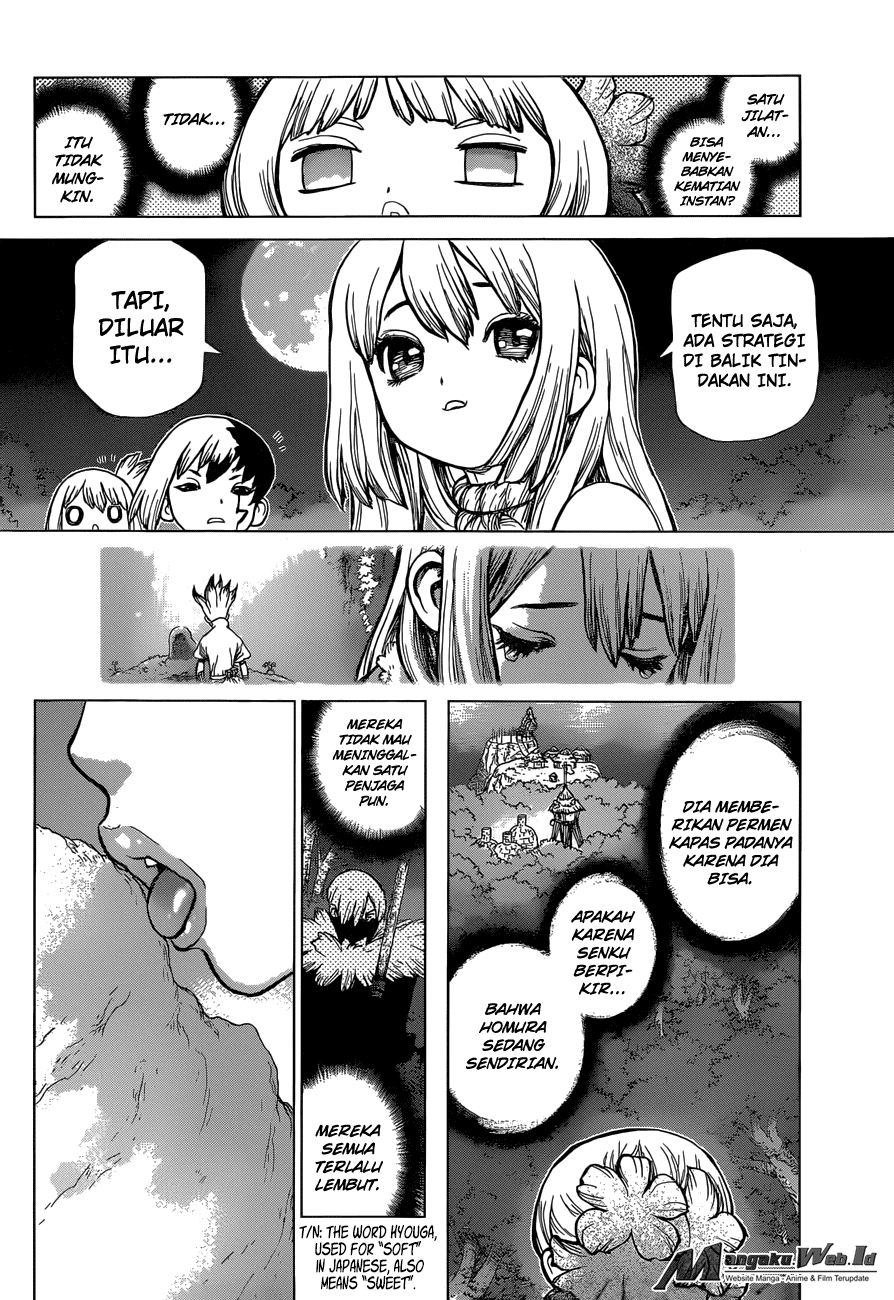 SATU
JILAT-
AN...
BISA
MENYE-
BABKAN
KEMATIAN
INSTAN?
TIDAK...
ITU
TIDAK
MUNG-
KIN.
TENTU SAJA,
ADA STRATEGI
DI BALIK TIN-
DAKAN INI.
TAPI,
DILUAR
ITU...
DIA MEMBE-
RIKAN PERMEN
KAPAS PADANYA
KARENA DIA
BISA.
APAKAH
KARENA
SENKU
BERPI-
KIR...
BAHWA
HOMURA
SEDANG
SENDIRIAN.
MEREKA
TIDAK MAU
MENINGGAL-
KAN SATU
PENJAGA
PUN.
MEREKA
SEMUA
TERLALU
LEMBUT.
T/N: THE WORD HYOUGA,
USED FOR "SOFT"
IN JAPANESE, ALSO
MEANS "SWEET".
Mangaku.Web.Id
Website Manga - Anime & Film Terupdate